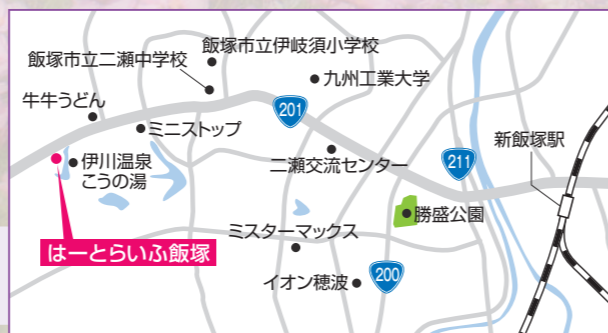 飯塚市立伊岐須小学校
飯塚市立二瀬中学校
九州工業大学
牛牛うどん
201
ミニストップ
新飯塚駅
伊川温泉
こうの湯
二瀬交流センター
211
勝盛公園
ミスターマックス
はーとらいふ飯塚
イオン穂波
200